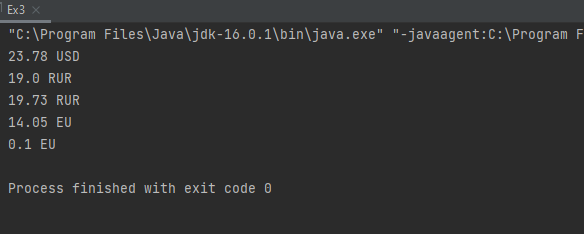 Ex3 ×
"C:\Program Files\Java\jdk-16.0.1\bin\java.exe" "-javaagent:C:\Program F
23.78 USD
19.0 RUR
19.73 RUR
14.05 EU
0.1 EU
Process finished with exit code 0